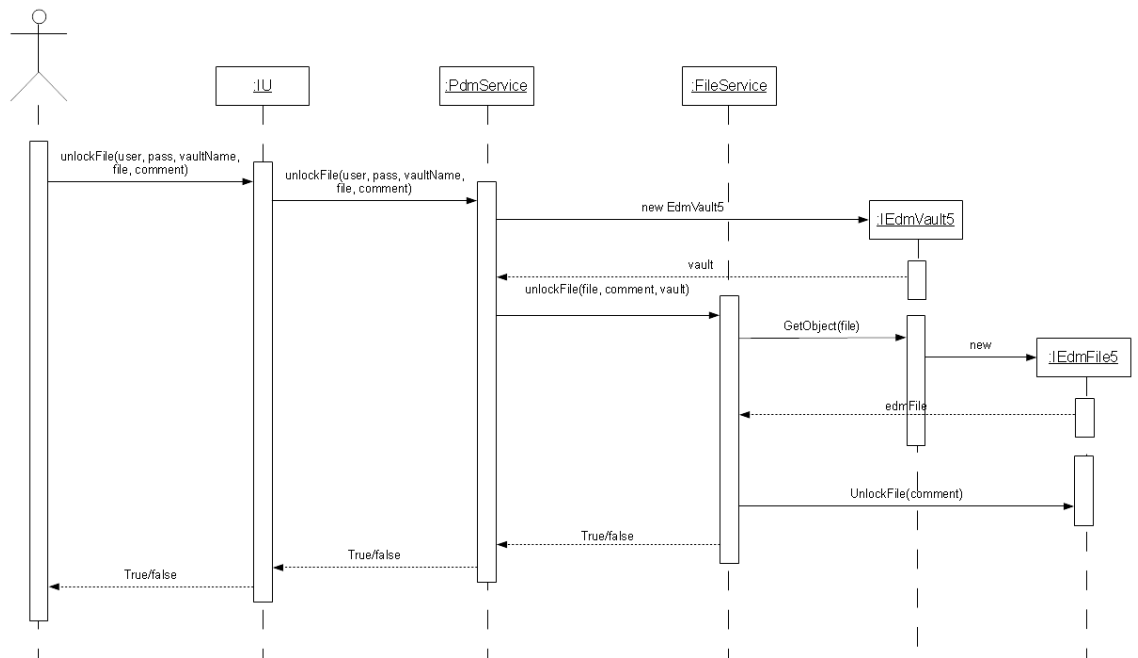 :IU
:PdmService
:FileService
unlockFile(user, pass, vaultName,
file, comment)
unlockFile(user, pass, vaultName,
file, comment)
new EdmVault5
:IEdmVault5
vault
unlockFile(file, comment, vault)
GetObject(file)
new
:IEdmFile5
edmFile
UnlockFile(comment)
True/false
True/false
True/false